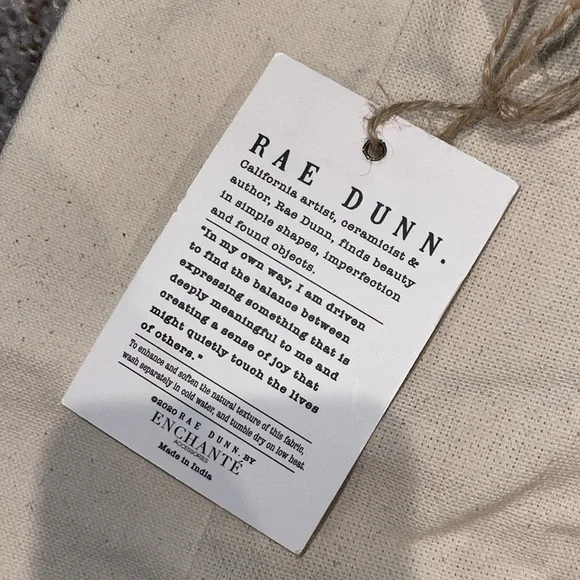 RAE DUNN.
California artist, ceramicist &
author, Rae Dunn, finds beauty
in simple shapes, imperfection
and found objects.
"In my own way, I am driven
to find the balance between
expressing something that is
deeply meaningful to me and
creating a sense of joy that
might quietly touch the lives
of others."
To enhance and soften the natural texture of this fabric,
wash separately in cold water, and tumble dry on low heat.
©2020 RAE DUNN. BY
ENCHANTÉ
ACCESSORIES
Made in India